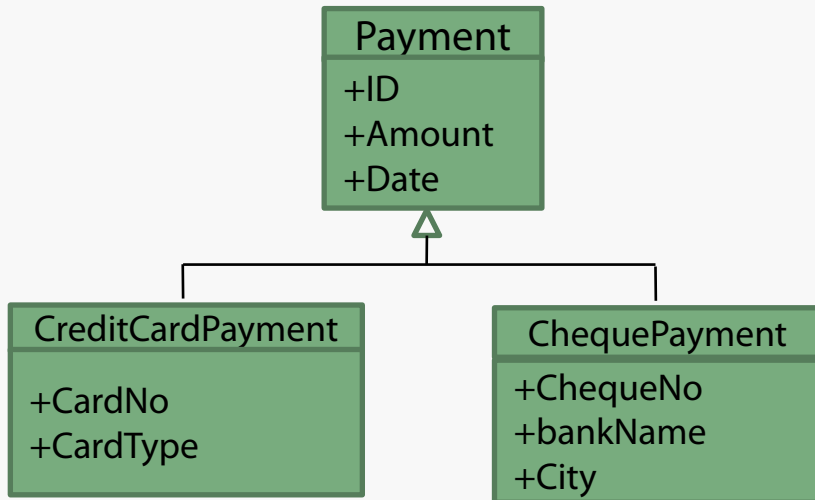 Payment
+ID
+Amount
+Date
CreditCardPayment
+CardNo
+CardType
ChequePayment
+ChequeNo
+bankName
+City